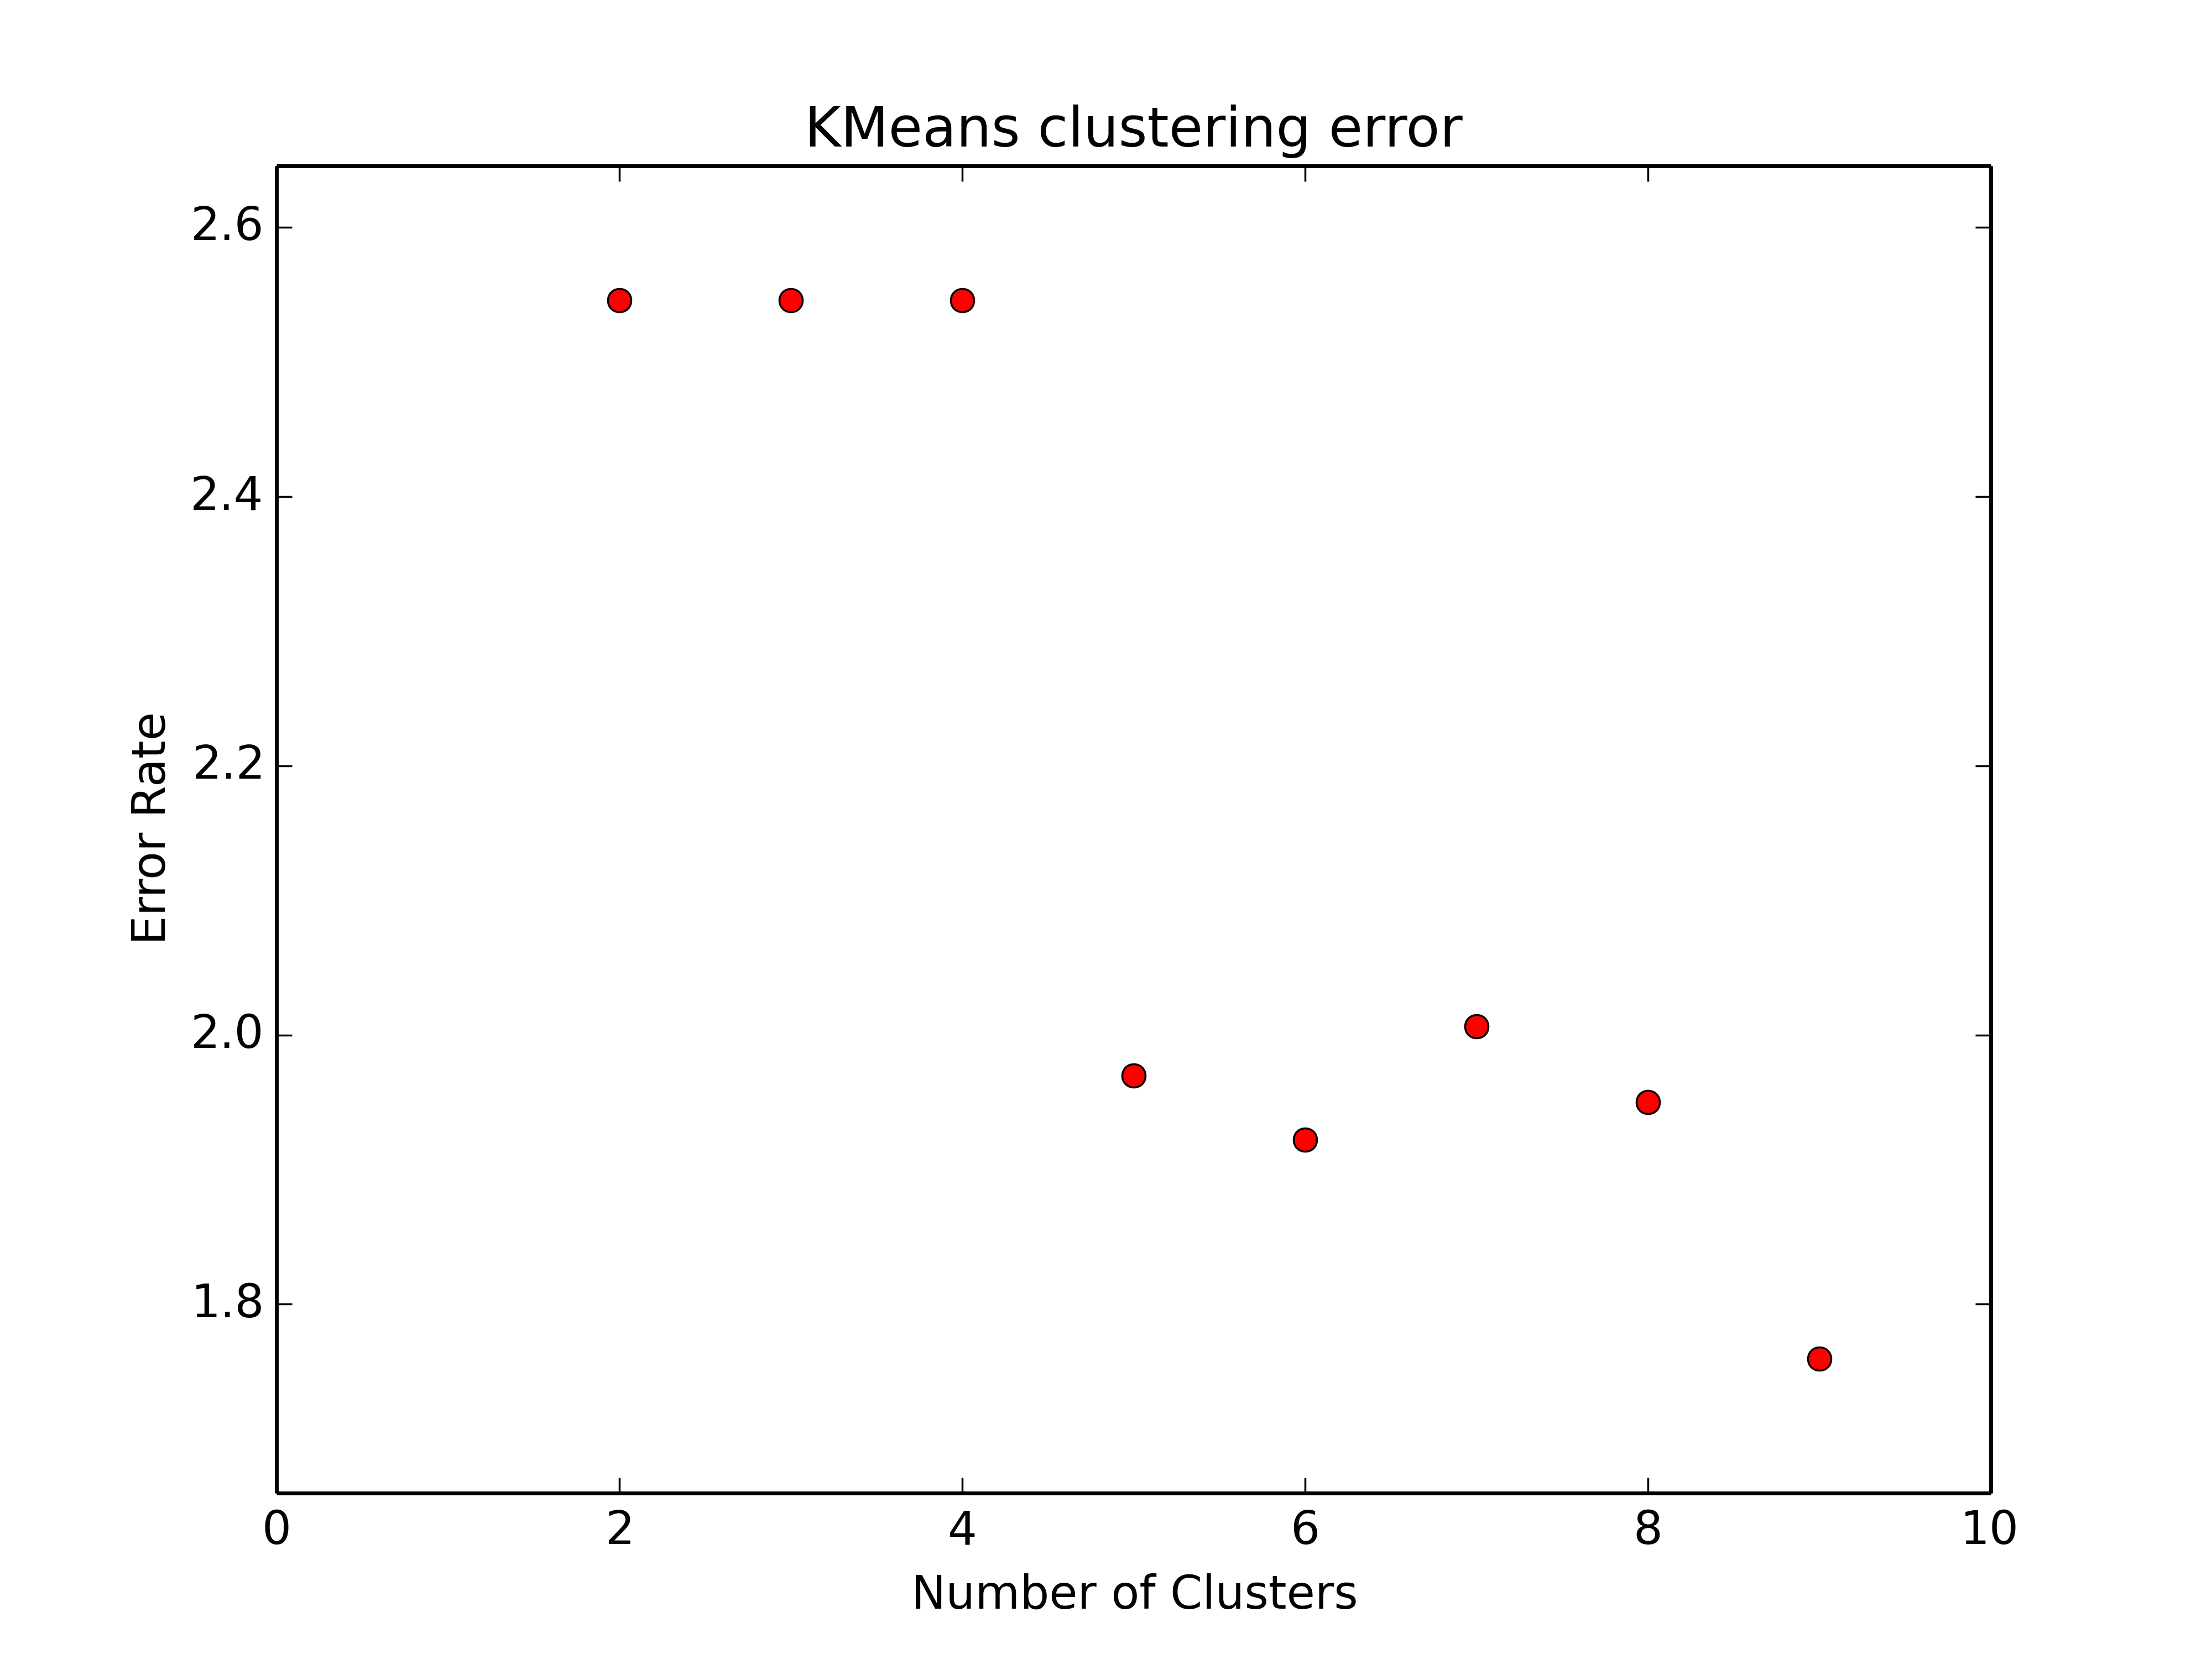 KMeans clustering error
2.6
2.4
2.2
2.0
1.8
Error Rate
0 2 4 6 8 10
Number of Clusters